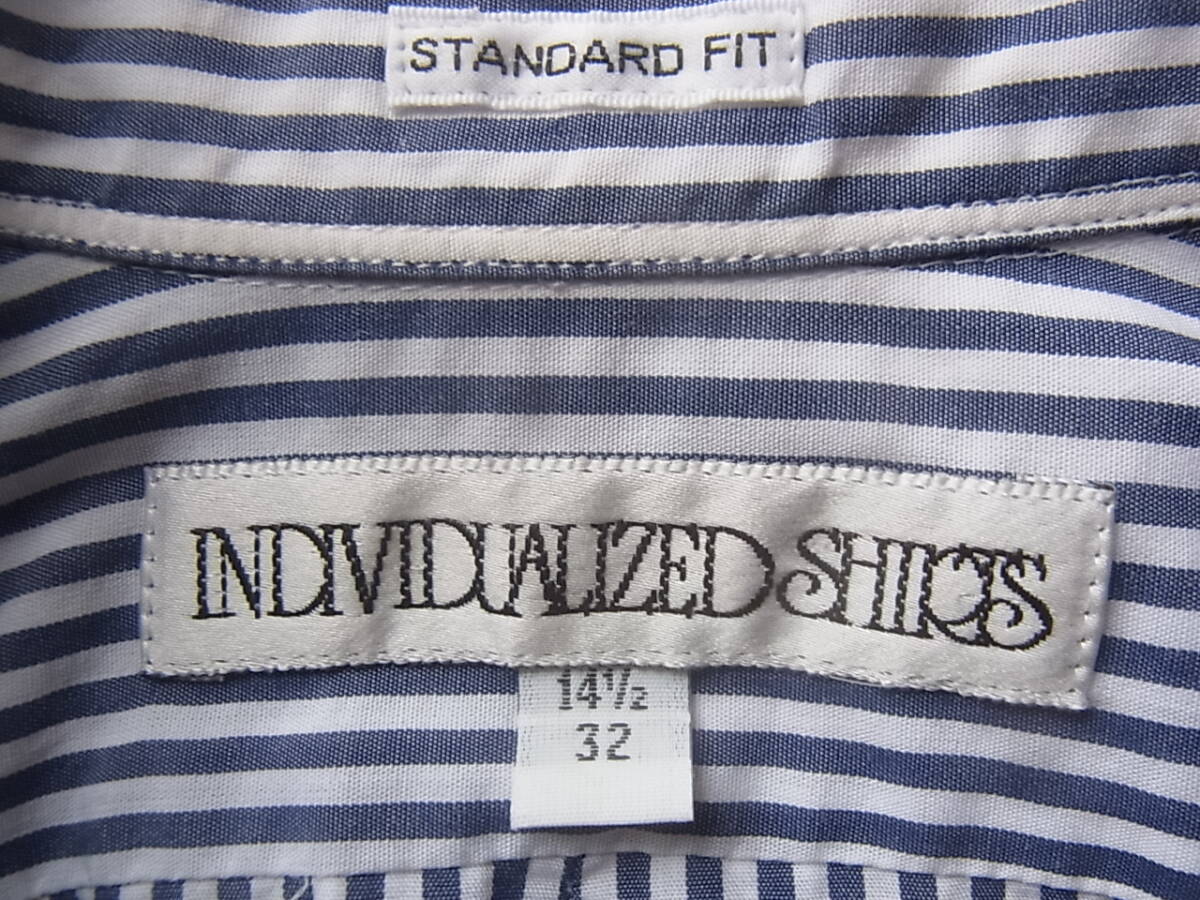 STANDARD FIT
INDIVIDUALIZED SHIRTS
14½
32